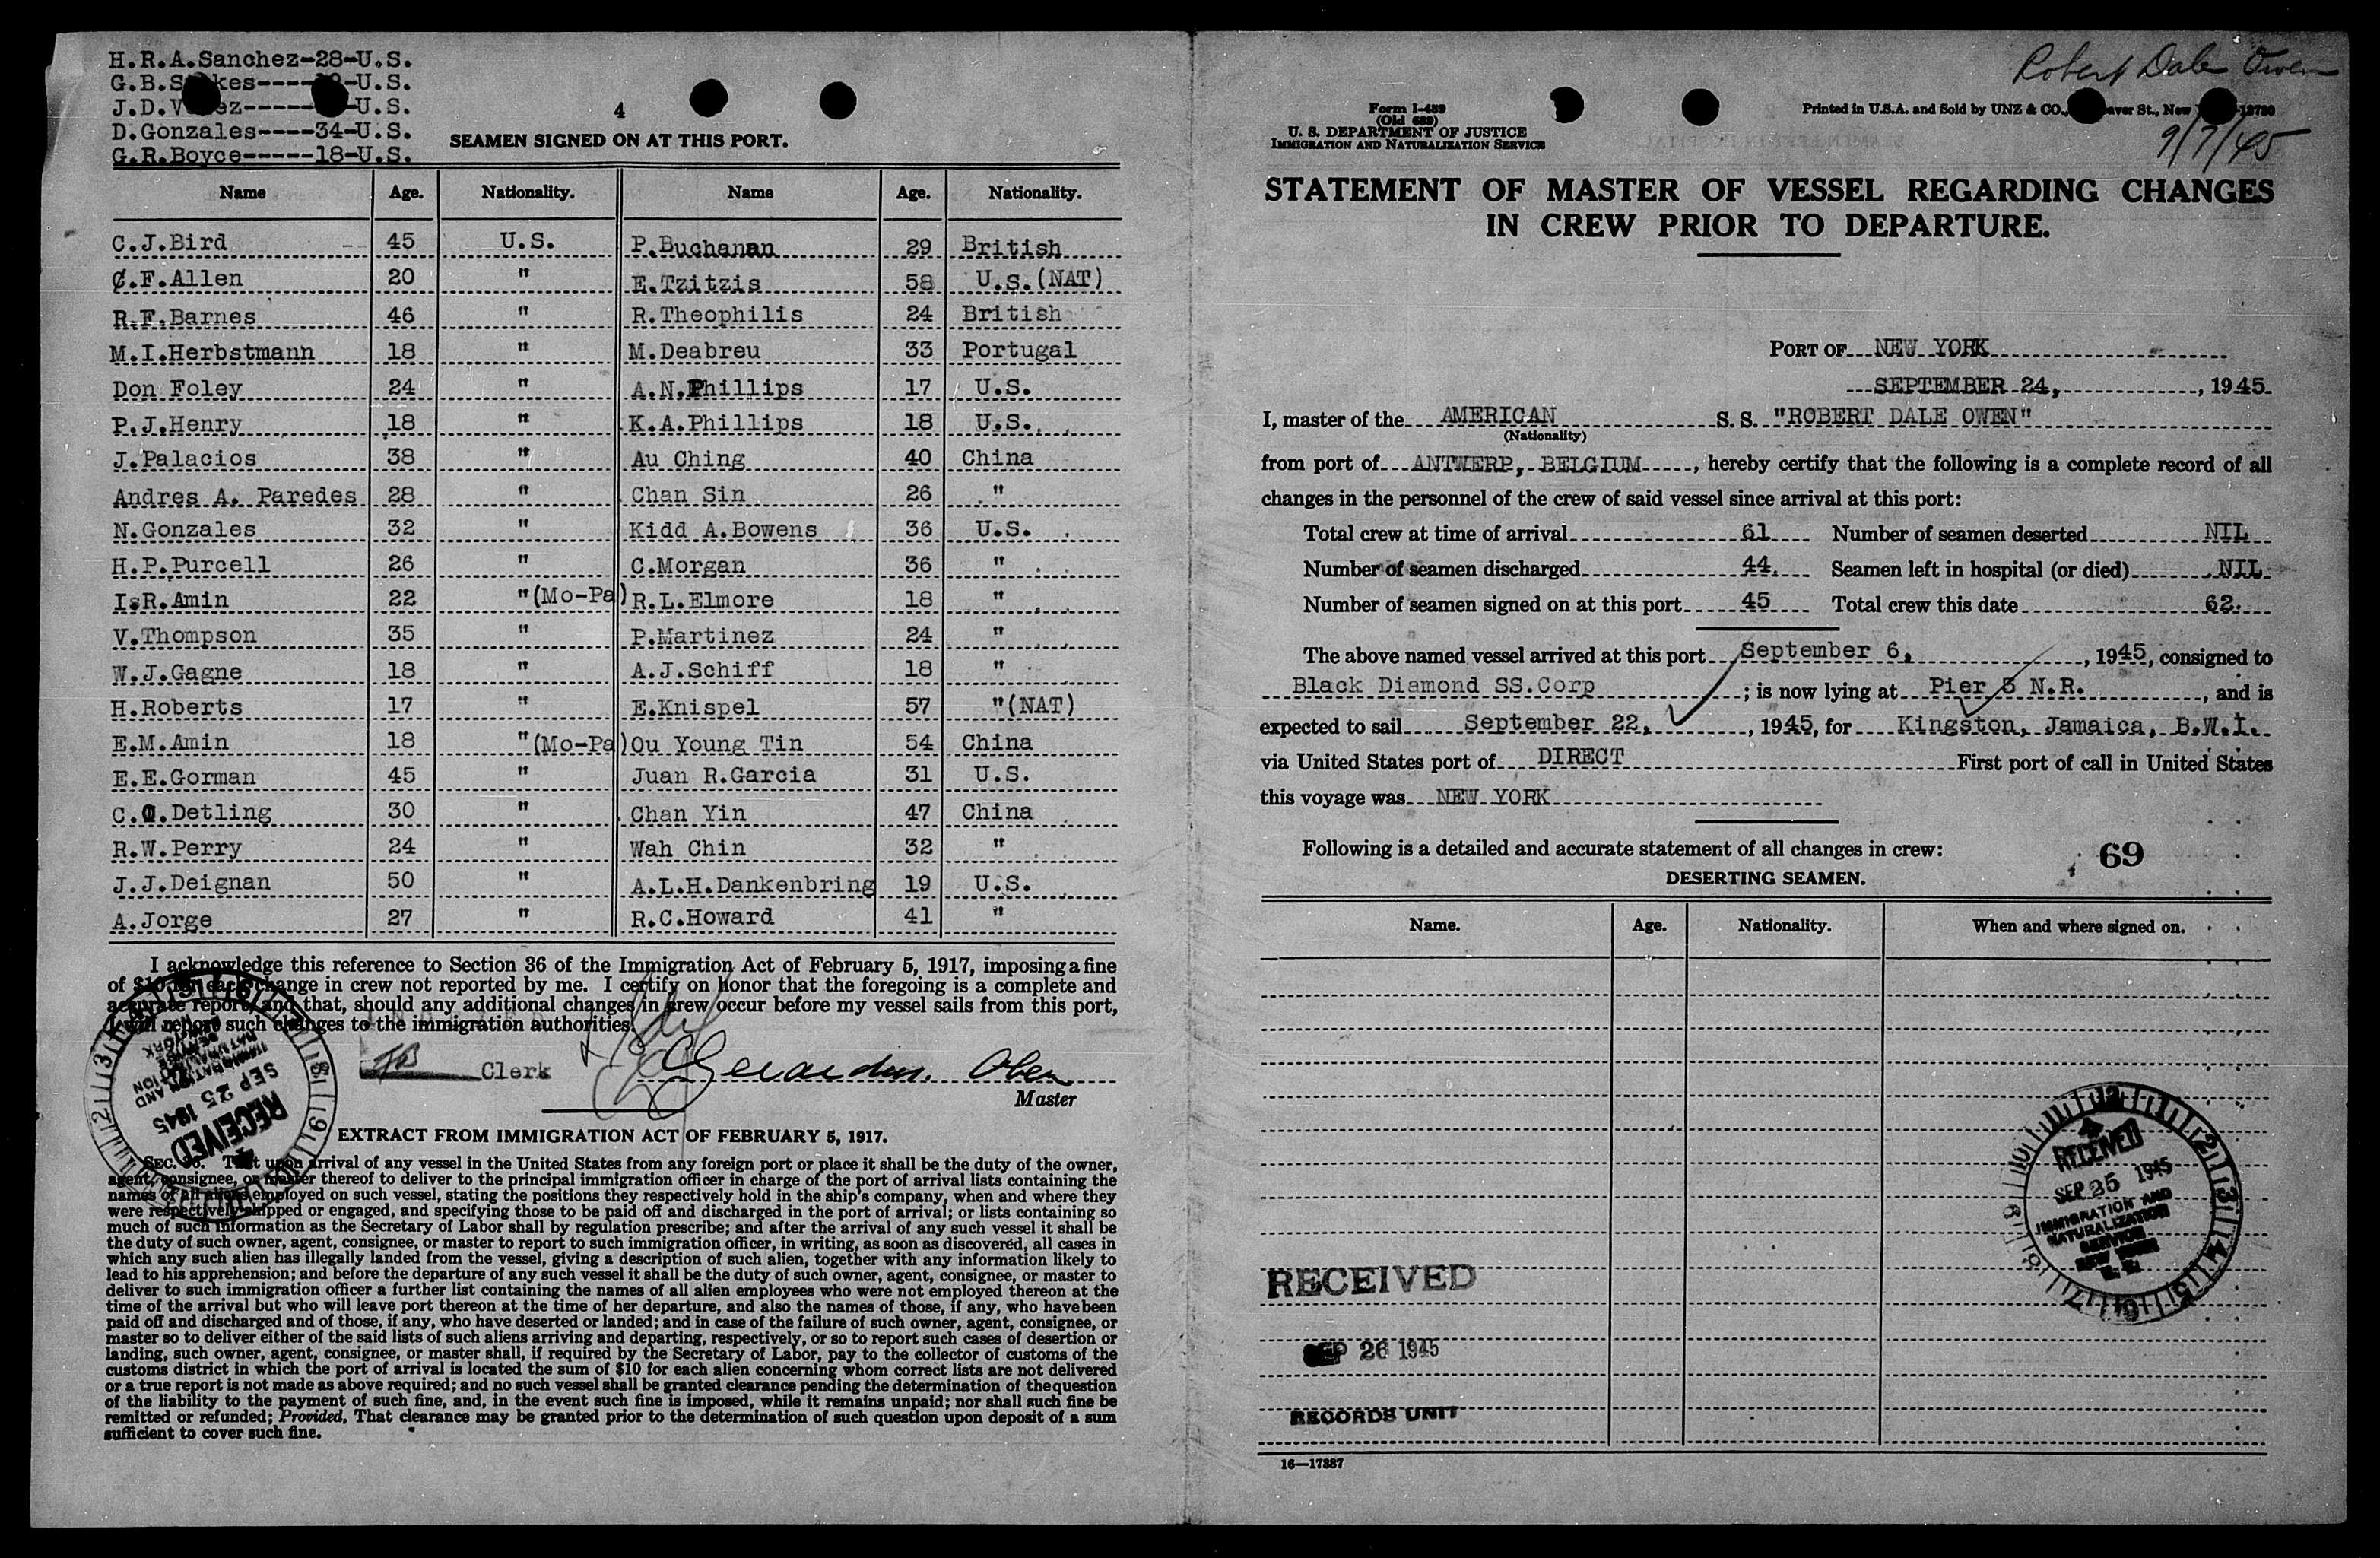 H.R.A.Sanchez-28-U.S.
G.B.S kes---- -U.S.
J.D.V ez----- -U.S.
D.Gonzales----34-U.S.
G.R.Boyce-----18-U.S.
4
SEAMEN SIGNED ON AT THIS PORT.
Name Age. Nationality. Name Age. Nationality.
C.J.Bird 45 U.S. P.Buchanan 29 British
C.F.Allen 20 " E.Tzitzis 58 U.S.(NAT)
R.F.Barnes 46 " R.Theophilis 24 British
M.I.Herbstmann 18 " M.Deabreu 33 Portugal
Don Foley 24 " A.N.Phillips 17 U.S.
P.J.Henry 18 " K.A.Phillips 18 U.S.
J.Palacios 38 " Au Ching 40 China
Andres A. Paredes 28 " Chan Sin 26 "
N.Gonzales 32 " Kidd A.Bowens 36 U.S.
H.P.Purcell 26 " C.Morgan 36 "
I.R.Amin 22 "(Mo-Pa) R.L.Elmore 18 "
V.Thompson 35 " P.Martinez 24 "
W.J.Gagne 18 " A.J.Schiff 18 "
H.Roberts 17 " E.Knispel 57 "(NAT)
E.M.Amin 18 "(Mo-Pa) Ou Young Tin 54 China
E.E.Gorman 45 " Juan R.Garcia 31 U.S.
C.O.Detling 30 " Chan Yin 47 China
R.W.Perry 24 " Wah Chin 32 "
J.J.Deignan 50 " A.L.H.Dankenbring 19 U.S.
A.Jorge 27 " R.C.Howard 41 "
I acknowledge this reference to Section 36 of the Immigration Act of February 5, 1917, imposing a fine
of $10 for each change in crew not reported by me. I certify on honor that the foregoing is a complete and
accurate report, and that, should any additional changes in crew occur before my vessel sails from this port,
I will report such changes to the immigration authorities.
Clerk
Master
RECEIVED
SEP 25 1945
IMMIGRATION AND
EXTRACT FROM IMMIGRATION ACT OF FEBRUARY 5, 1917.
SEC. 36. That upon arrival of any vessel in the United States from any foreign port or place it shall be the duty of the owner,
agent, consignee, or master thereof to deliver to the principal immigration officer in charge of the port of arrival lists containing the
names of all aliens employed on such vessel, stating the positions they respectively hold in the ship's company, when and where they
were respectively shipped or engaged, and specifying those to be paid off and discharged in the port of arrival; or lists containing so
much of such information as the Secretary of Labor shall by regulation prescribe; and after the arrival of any such vessel it shall be
the duty of such owner, agent, consignee, or master to report to such immigration officer, in writing, as soon as discovered, all cases in
which any such alien has illegally landed from the vessel, giving a description of such alien, together with any information likely to
lead to his apprehension; and before the departure of any such vessel it shall be the duty of such owner, agent, consignee, or master to
deliver to such immigration officer a further list containing the names of all alien employees who were not employed thereon at the
time of the arrival but who will leave port thereon at the time of her departure, and also the names of those, if any, who have been
paid off and discharged and of those, if any, who have deserted or landed; and in case of the failure of such owner, agent, consignee, or
master so to deliver either of the said lists of such aliens arriving and departing, respectively, or so to report such cases of desertion or
landing, such owner, agent, consignee, or master shall, if required by the Secretary of Labor, pay to the collector of customs of the
customs district in which the port of arrival is located the sum of $10 for each alien concerning whom correct lists are not delivered
or a true report is not made as above required; and no such vessel shall be granted clearance pending the determination of the question
of the liability to the payment of such fine, and, in the event such fine is imposed, while it remains unpaid; nor shall such fine be
remitted or refunded; Provided, That clearance may be granted prior to the determination of such question upon deposit of a sum
sufficient to cover such fine.
Robert Dale Owen
9/7/45
Form I-489
(Old 689)
U. S. DEPARTMENT OF JUSTICE
IMMIGRATION AND NATURALIZATION SERVICE
Printed in U.S.A. and Sold by UNZ & CO., aver St., New
STATEMENT OF MASTER OF VESSEL REGARDING CHANGES
IN CREW PRIOR TO DEPARTURE.
PORT OF NEW YORK
SEPTEMBER 24, , 1945
I, master of the AMERICAN S. S. "ROBERT DALE OWEN"
(Nationality)
from port of ANTWERP, BELGIUM , hereby certify that the following is a complete record of all
changes in the personnel of the crew of said vessel since arrival at this port:
Total crew at time of arrival 61 Number of seamen deserted NIL
Number of seamen discharged 44. Seamen left in hospital (or died) NIL
Number of seamen signed on at this port 45 Total crew this date 62.
The above named vessel arrived at this port September 6, , 1945, consigned to
Black Diamond SS.Corp ; is now lying at Pier 5 N.R. , and is
expected to sail September 22, , 1945, for Kingston, Jamaica, B.W.I.
via United States port of DIRECT First port of call in United States
this voyage was NEW YORK
Following is a detailed and accurate statement of all changes in crew: 69
DESERTING SEAMEN.
Name. Age. Nationality. When and where signed on.
RECEIVED
SEP 25 1945
IMMIGRATION AND
NATURALIZATION
SERVICE
NEW YORK
N. Y.
RECEIVED
SEP 26 1945
RECORDS UNIT
16—17387